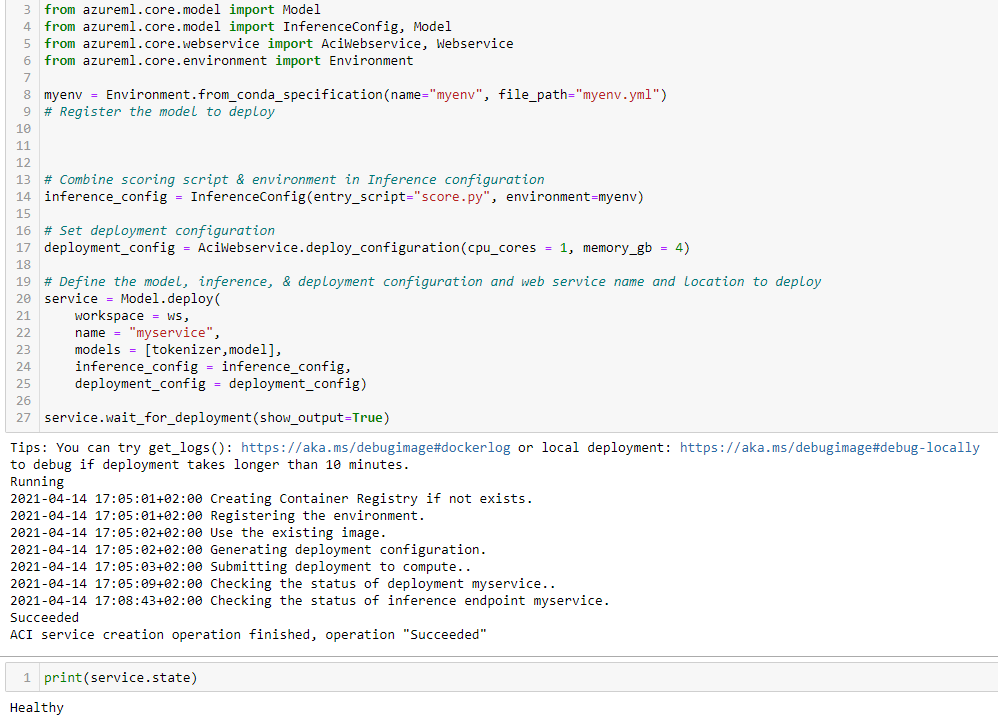 3 from azureml.core.model import Model
4 from azureml.core.model import InferenceConfig, Model
5 from azureml.core.webservice import AciWebservice, Webservice
6 from azureml.core.environment import Environment
7
8 myenv = Environment.from_conda_specification(name="myenv", file_path="myenv.yml")
9 # Register the model to deploy
10
11
12
13 # Combine scoring script & environment in Inference configuration
14 inference_config = InferenceConfig(entry_script="score.py", environment=myenv)
15
16 # Set deployment configuration
17 deployment_config = AciWebservice.deploy_configuration(cpu_cores = 1, memory_gb = 4)
18
19 # Define the model, inference, & deployment configuration and web service name and location to deploy
20 service = Model.deploy(
21     workspace = ws,
22     name = "myservice",
23     models = [tokenizer,model],
24     inference_config = inference_config,
25     deployment_config = deployment_config)
26
27 service.wait_for_deployment(show_output=True)
Tips: You can try get_logs(): https://aka.ms/debugimage#dockerlog or local deployment: https://aka.ms/debugimage#debug-locally
to debug if deployment takes longer than 10 minutes.
Running
2021-04-14 17:05:01+02:00 Creating Container Registry if not exists.
2021-04-14 17:05:01+02:00 Registering the environment.
2021-04-14 17:05:02+02:00 Use the existing image.
2021-04-14 17:05:02+02:00 Generating deployment configuration.
2021-04-14 17:05:03+02:00 Submitting deployment to compute..
2021-04-14 17:05:09+02:00 Checking the status of deployment myservice..
2021-04-14 17:08:43+02:00 Checking the status of inference endpoint myservice.
Succeeded
ACI service creation operation finished, operation "Succeeded"
1 print(service.state)
Healthy